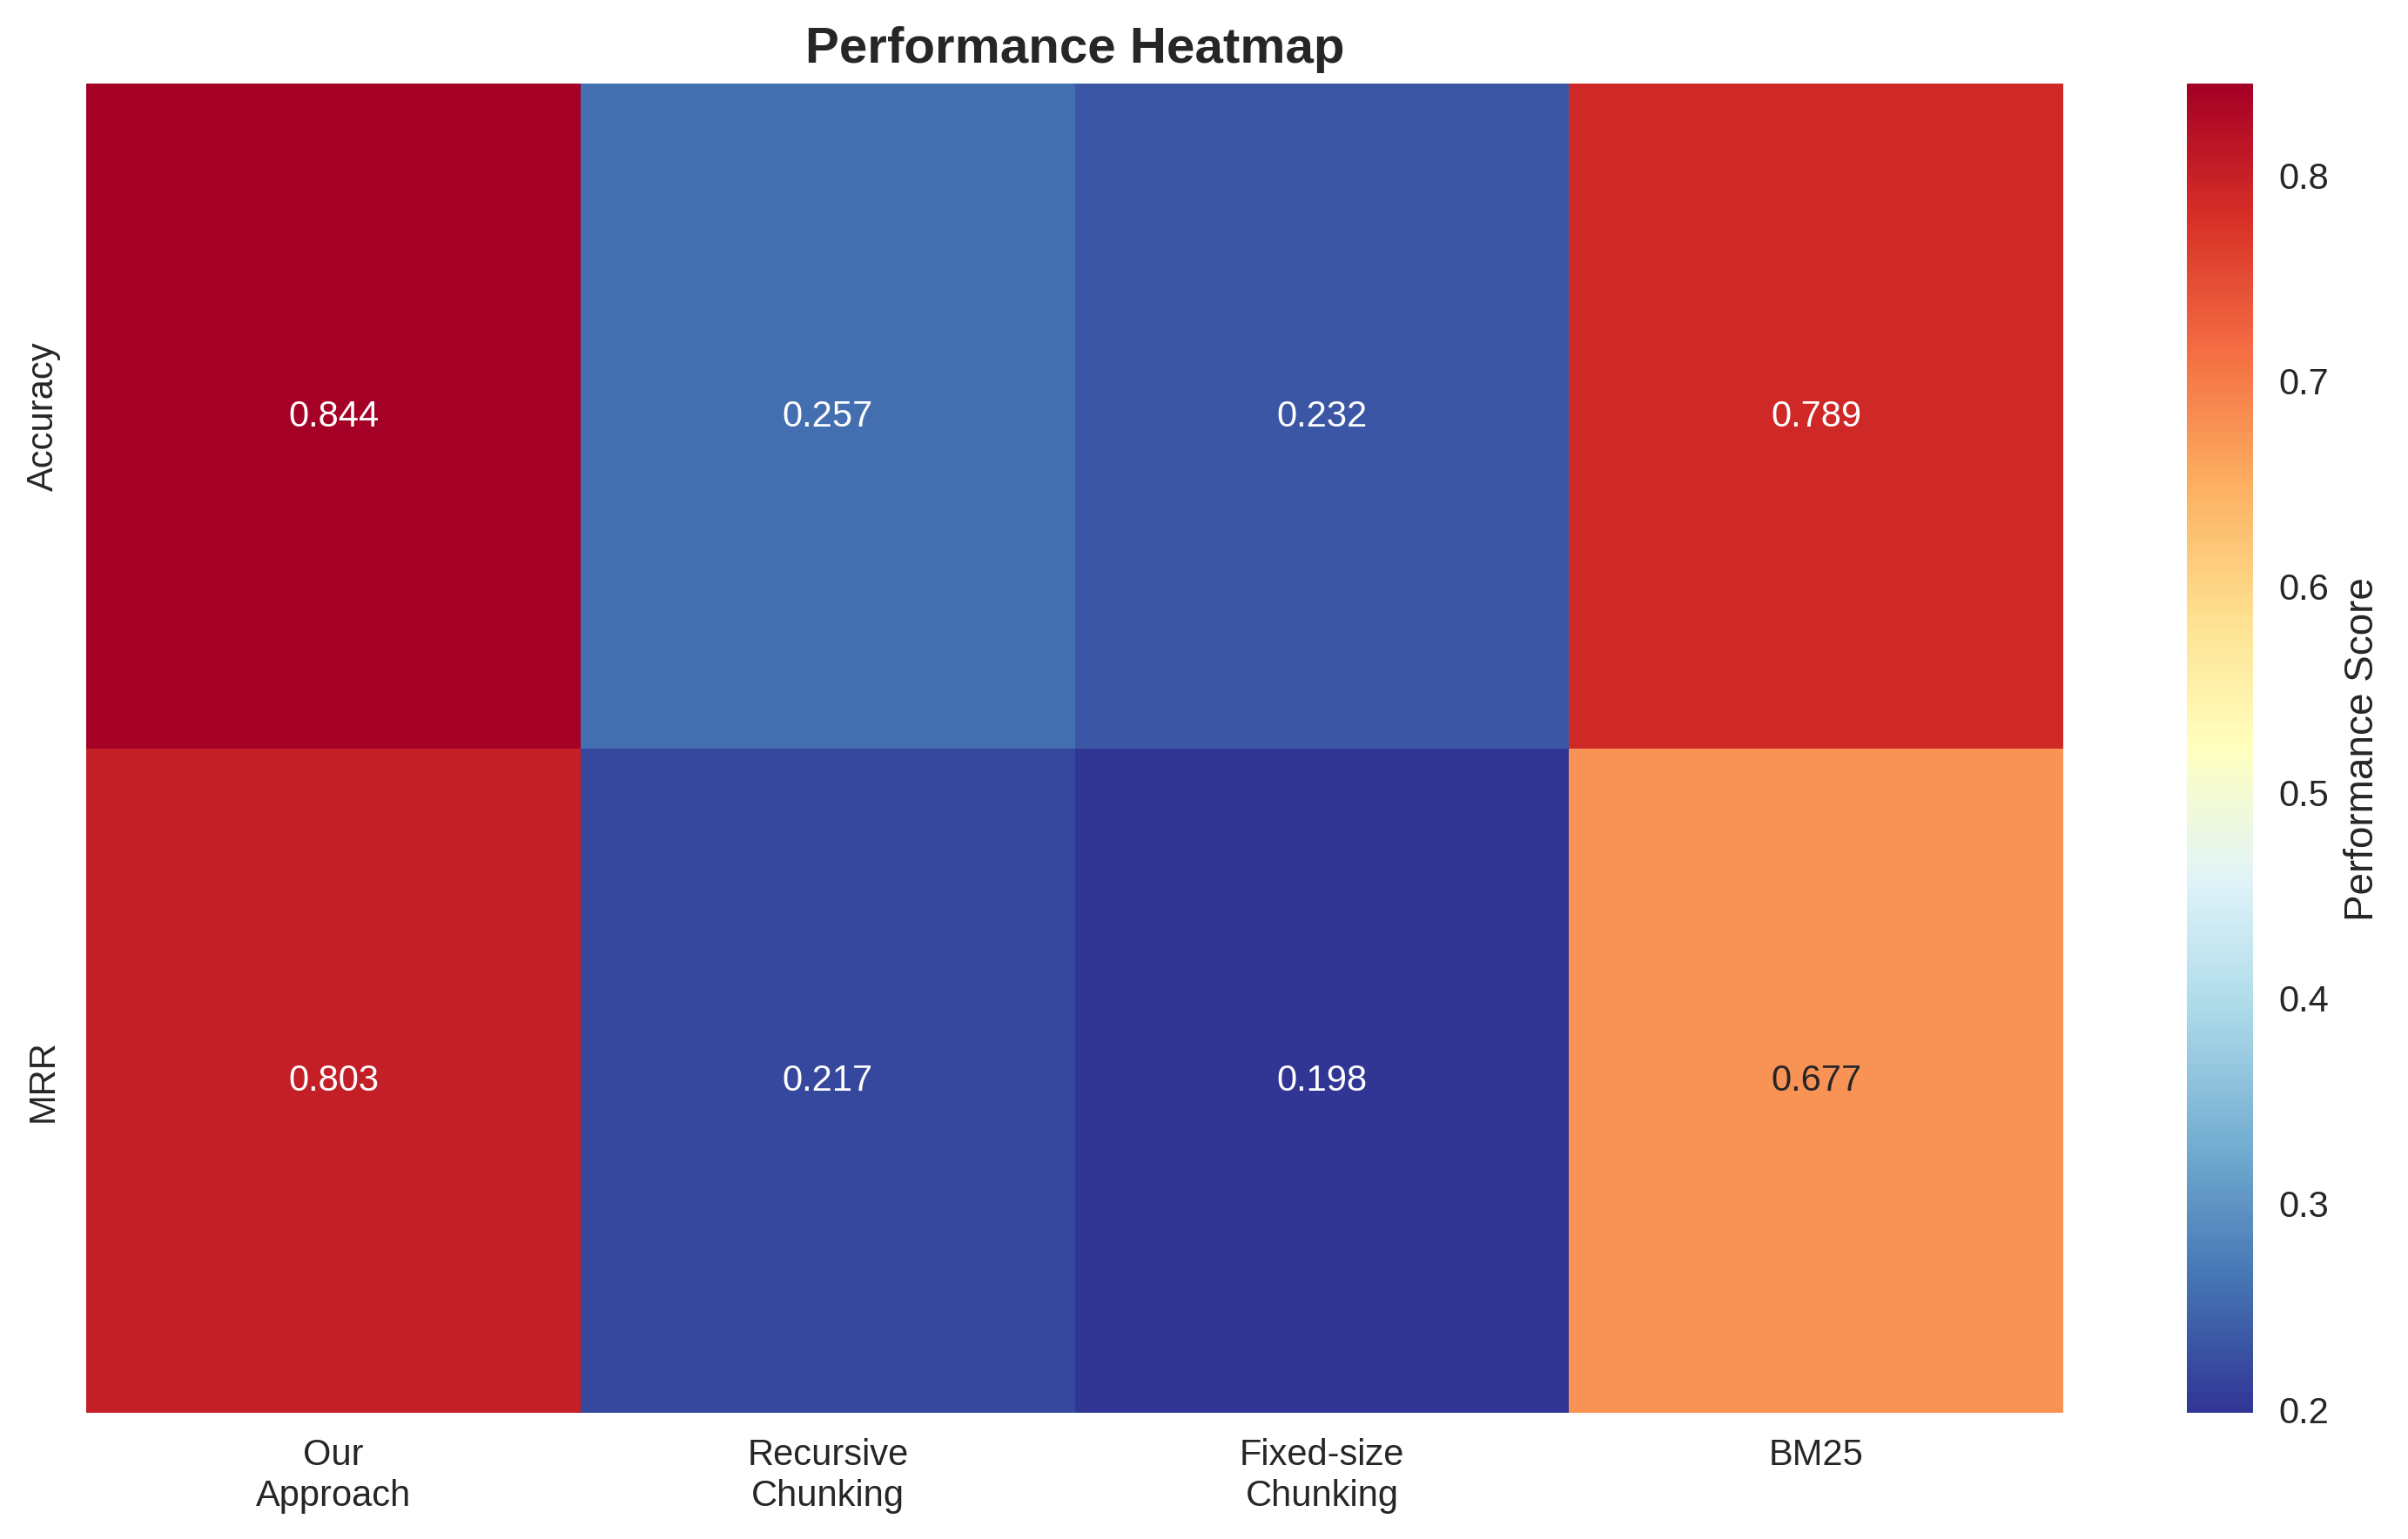 Performance Heatmap
Accuracy
0.844
0.257
0.232
0.789
MRR
0.803
0.217
0.198
0.677
Our
Approach
Recursive
Chunking
Fixed-size
Chunking
BM25
0.8
0.7
0.6
0.5
0.4
0.3
0.2
Performance Score